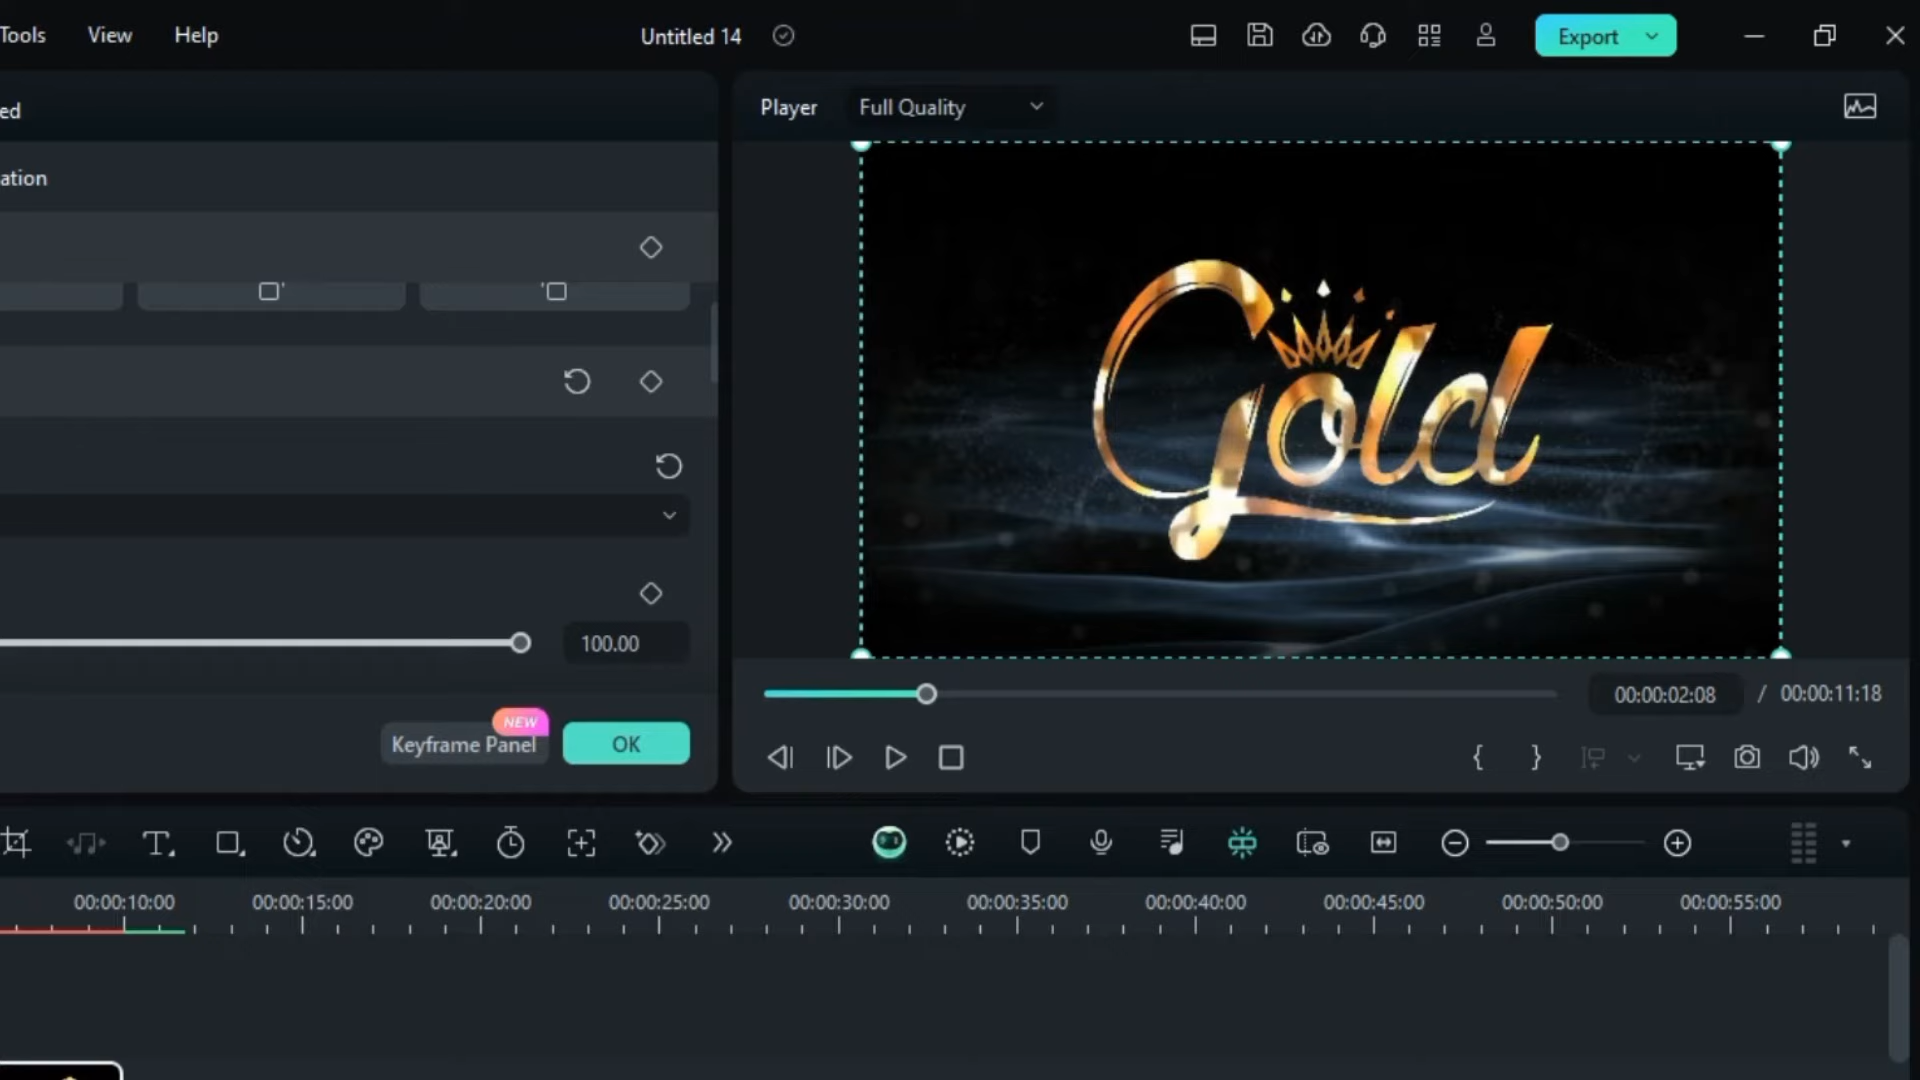 Tools View Help Untitled 14 Export
ed
Player Full Quality
ation
Gold
100.00
00:00:02:08 / 00:00:11:18
NEW
Keyframe Panel OK
00:00:10:00 00:00:15:00 00:00:20:00 00:00:25:00 00:00:30:00 00:00:35:00 00:00:40:00 00:00:45:00 00:00:50:00 00:00:55:00